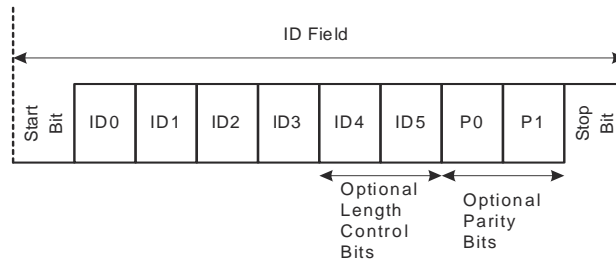 ID Field
Start Bit
ID0
ID1
ID2
ID3
ID4
ID5
P0
P1
Stop Bit
Optional
Length
Control
Bits
Optional
Parity
Bits